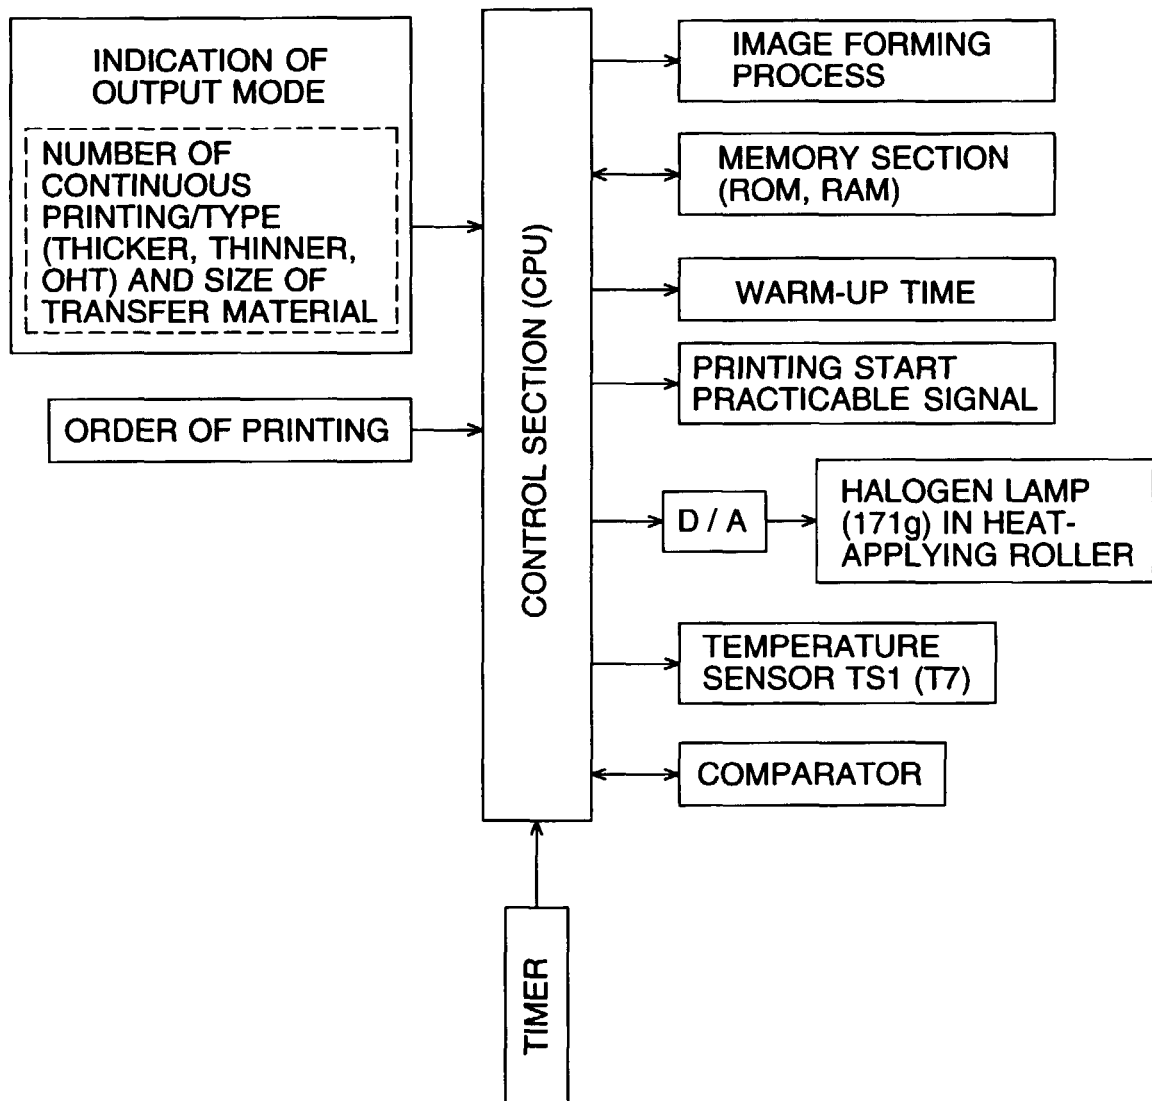 INDICATION OF
OUTPUT MODE
NUMBER OF
CONTINUOUS
PRINTING/TYPE
(THICKER, THINNER,
OHT) AND SIZE OF
TRANSFER MATERIAL
ORDER OF PRINTING
CONTROL SECTION (CPU)
TIMER
IMAGE FORMING
PROCESS
MEMORY SECTION
(ROM, RAM)
WARM-UP TIME
PRINTING START
PRACTICABLE SIGNAL
D / A
HALOGEN LAMP
(171g) IN HEAT-
APPLYING ROLLER
TEMPERATURE
SENSOR TS1 (T7)
COMPARATOR